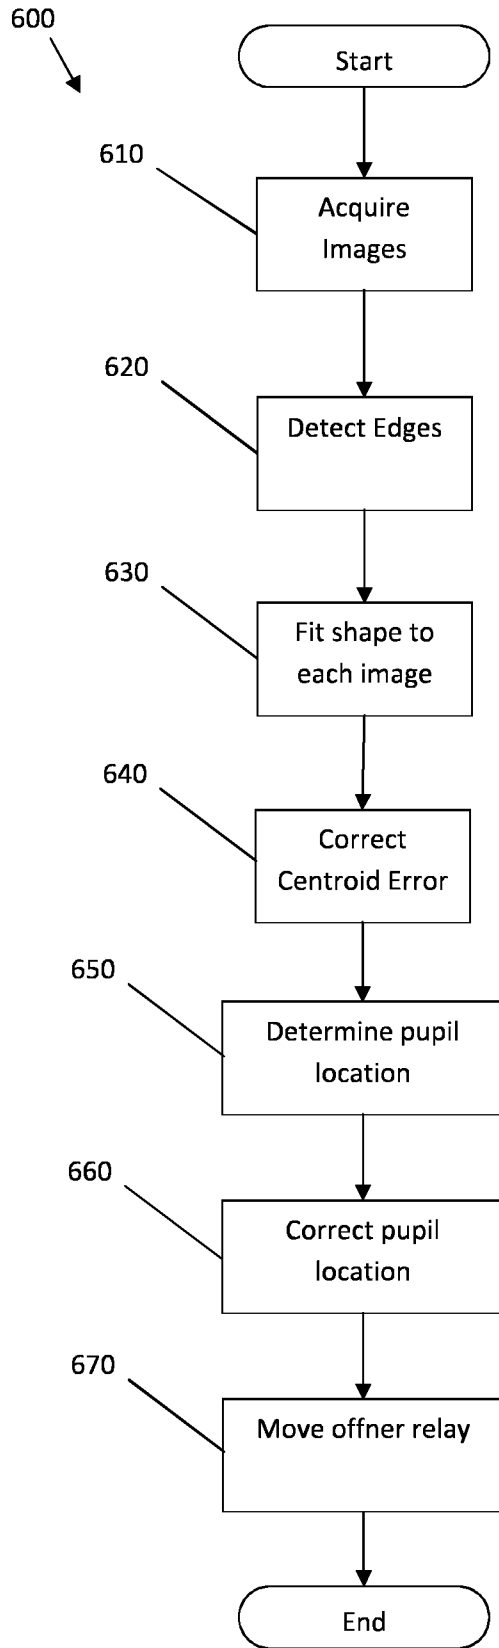 600
Start
610
Acquire
Images
620
Detect Edges
630
Fit shape to
each image
640
Correct
Centroid Error
650
Determine pupil
location
660
Correct pupil
location
670
Move offner relay
End